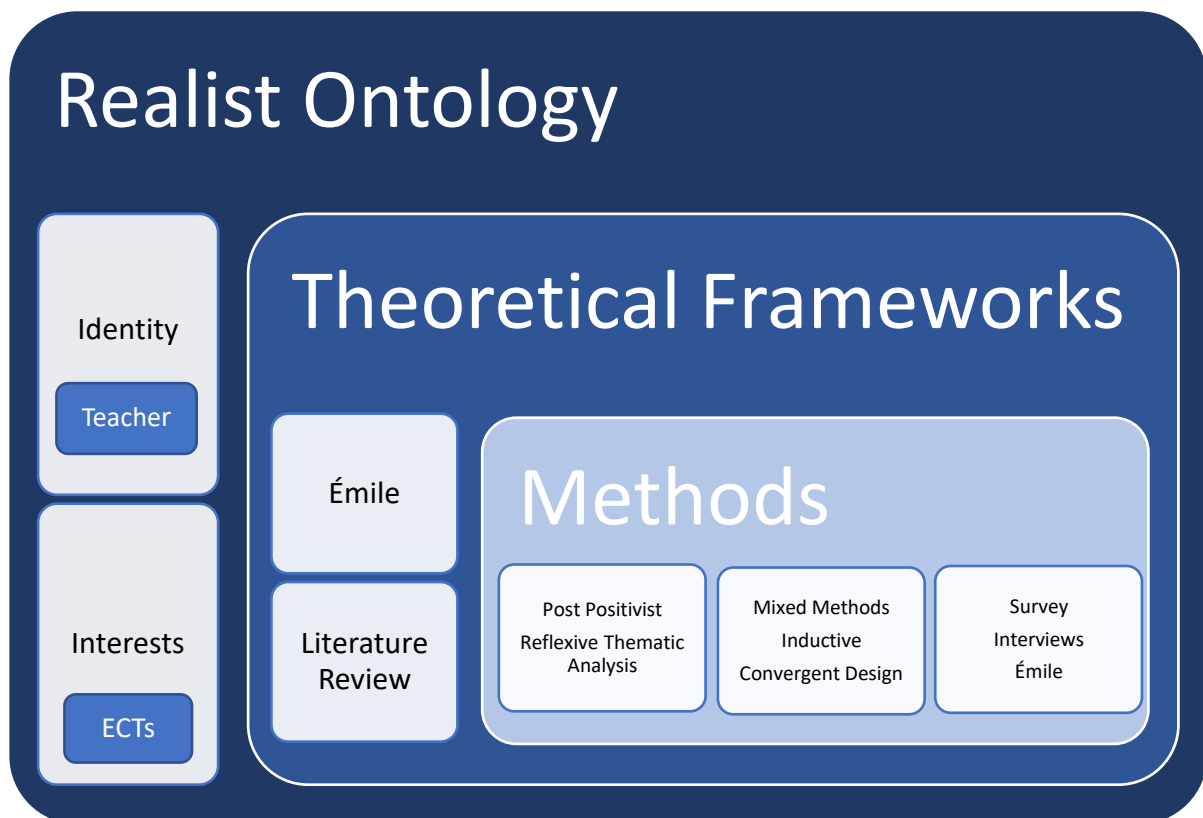 Realist Ontology
Identity
Teacher
Interests
ECTs
Theoretical Frameworks
Émile
Literature
Review
Methods
Post Positivist
Reflexive Thematic
Analysis
Mixed Methods
Inductive
Convergent Design
Survey
Interviews
Émile